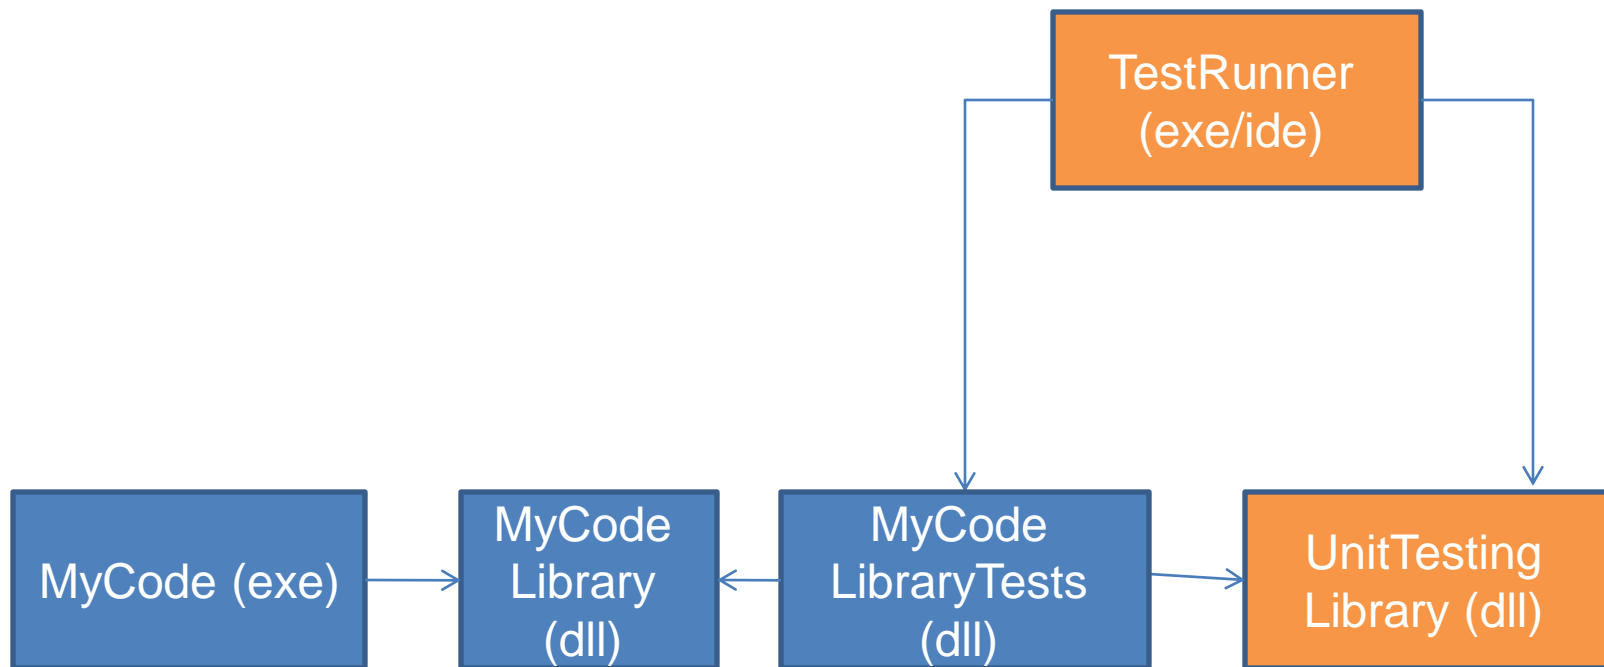 TestRunner
(exe/ide)
MyCode (exe)
MyCode
Library
(dll)
MyCode
LibraryTests
(dll)
UnitTesting
Library (dll)